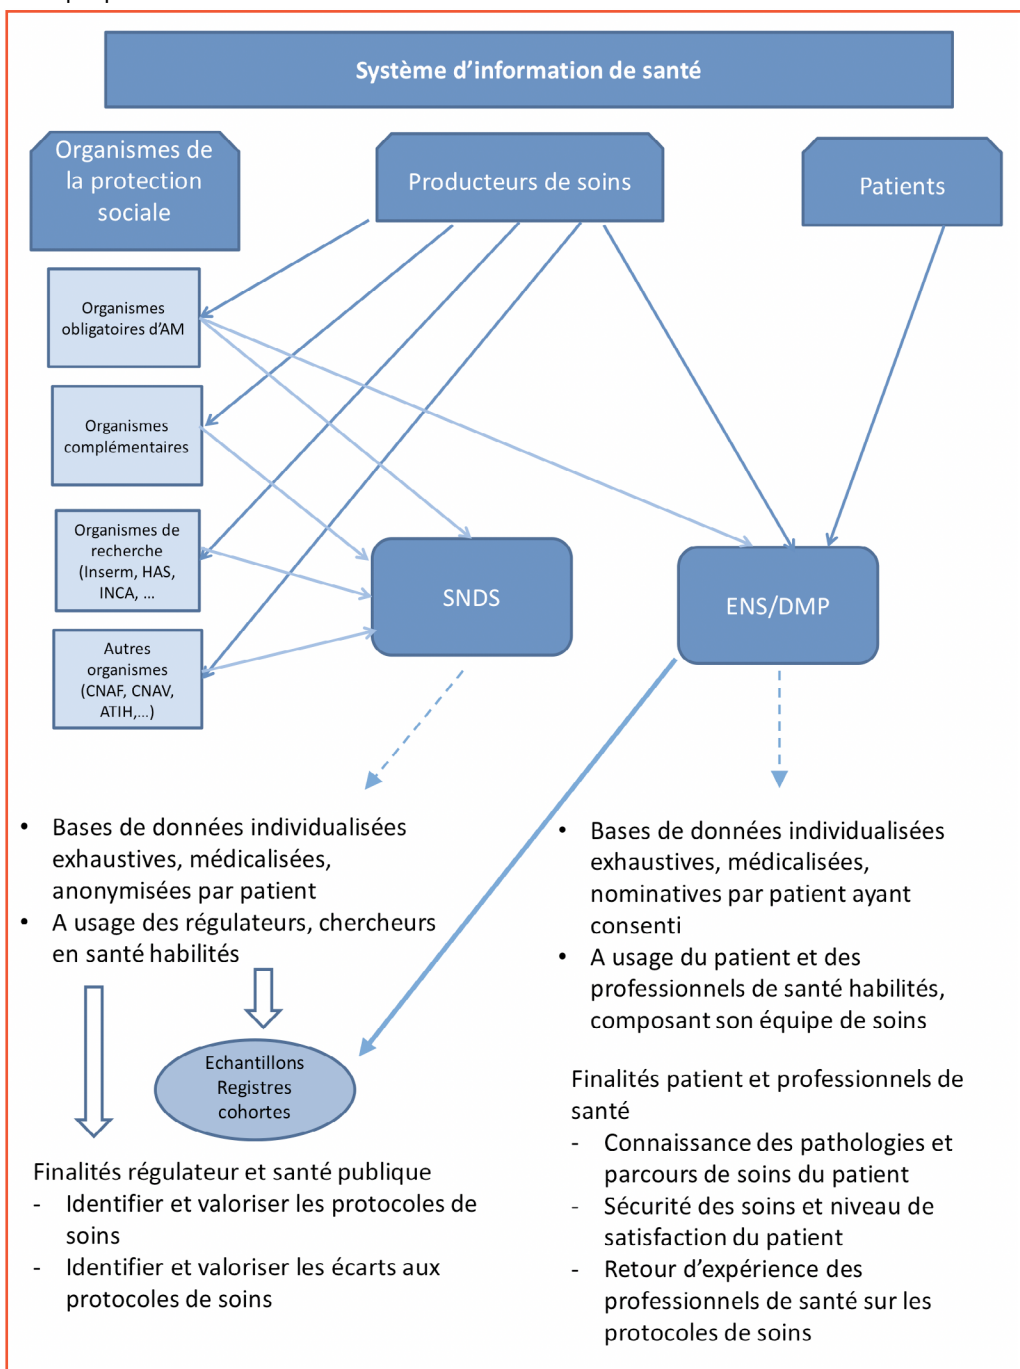 Système d'information de santé
Organismes de
la protection
sociale
Producteurs de soins
Patients
Organismes
obligatoires d'AM
Organismes
complémentaires
Organismes de
recherche
(Inserm, HAS,
INCA, ...
Autres
organismes
(CNAF, CNAV,
ATIH,...)
SNDS
ENS/DMP
• Bases de données individualisées
exhaustives, médicalisées,
anonymisées par patient
• A usage des régulateurs, chercheurs
en santé habilités
Echantillons
Registres
cohortes
Finalités régulateur et santé publique
- Identifier et valoriser les protocoles de
soins
- Identifier et valoriser les écarts aux
protocoles de soins
• Bases de données individualisées
exhaustives, médicalisées,
nominatives par patient ayant
consenti
• A usage du patient et des
professionnels de santé habilités,
composant son équipe de soins
Finalités patient et professionnels de
santé
- Connaissance des pathologies et
parcours de soins du patient
- Sécurité des soins et niveau de
satisfaction du patient
- Retour d'expérience des
professionnels de santé sur les
protocoles de soins